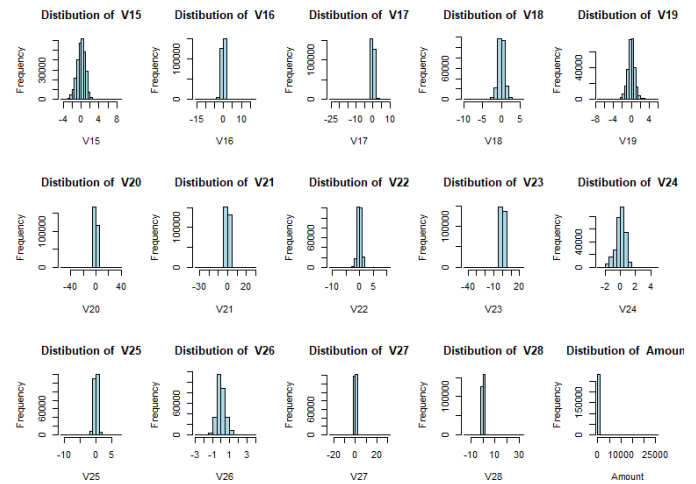 Distibution of  V15
Distibution of  V16
Distibution of  V17
Distibution of  V18
Distibution of  V19
Frequency
0
30000
-4
0
4
8
V15
Frequency
0
100000
-15
0
10
V16
Frequency
0
100000
-25
-10
0
10
V17
Frequency
0
60000
-10
-5
0
5
V18
Frequency
0
40000
-8
-4
0
4
V19
Distibution of  V20
Distibution of  V21
Distibution of  V22
Distibution of  V23
Distibution of  V24
Frequency
0
100000
-40
0
20
40
V20
Frequency
0
100000
-30
0
20
V21
Frequency
0
60000
-10
-5
0
5
V22
Frequency
0
100000
-40
-20
0
20
V23
Frequency
0
40000
-2
0
2
4
V24
Distibution of  V25
Distibution of  V26
Distibution of  V27
Distibution of  V28
Distibution of  Amoun
Frequency
0
60000
-10
0
5
V25
Frequency
0
60000
-3
-1
1
3
V26
Frequency
0
100000
-20
0
20
V27
Frequency
0
100000
-10
10
30
V28
Frequency
0
150000
0
10000
25000
Amount